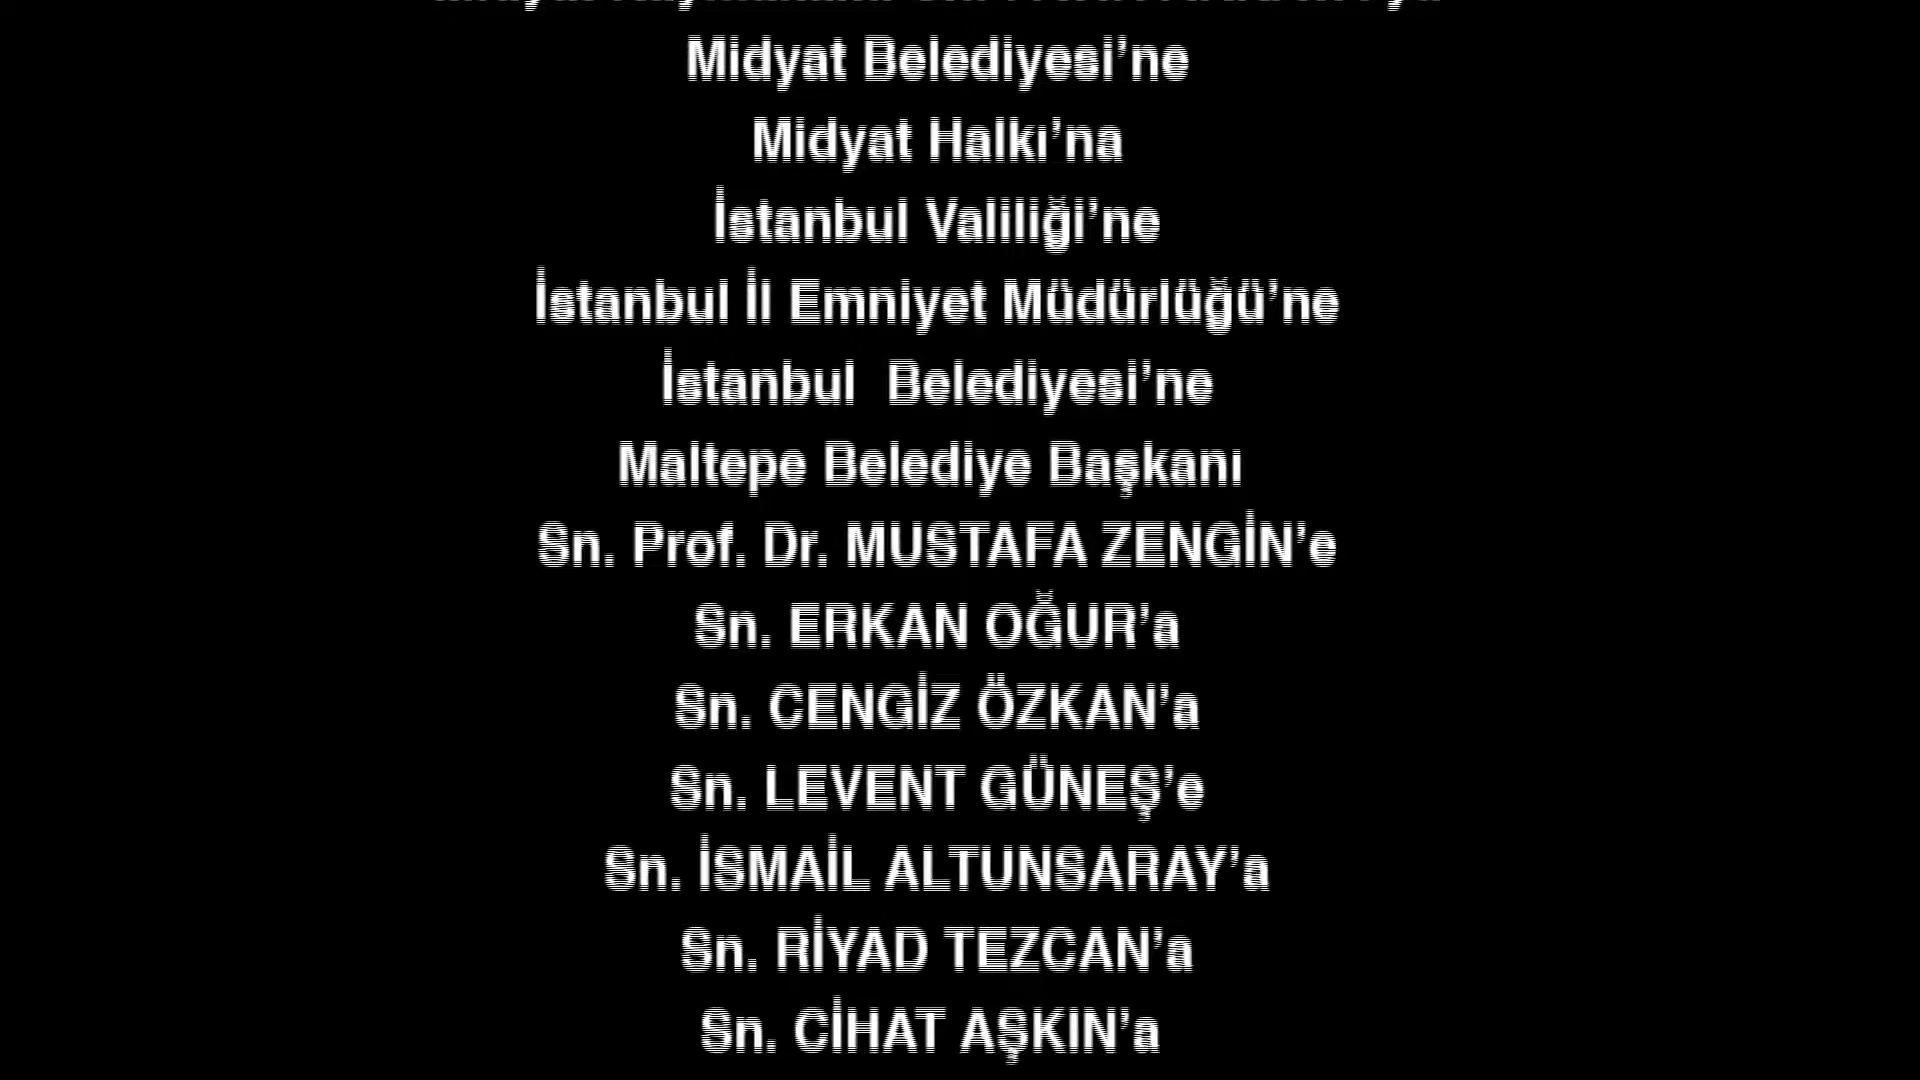 Midyat Belediyesi’ne
Midyat Halkı’na
İstanbul Valiliği’ne
İstanbul İl Emniyet Müdürlüğü’ne
İstanbul  Belediyesi’ne
Maltepe Belediye Başkanı
Sn. Prof. Dr. MUSTAFA ZENGİN’e
Sn. ERKAN OĞUR’a
Sn. CENGİZ ÖZKAN’a
Sn. LEVENT GÜNEŞ’e
Sn. İSMAİL ALTUNSARAY’a
Sn. RİYAD TEZCAN’a
Sn. CİHAT AŞKIN’a